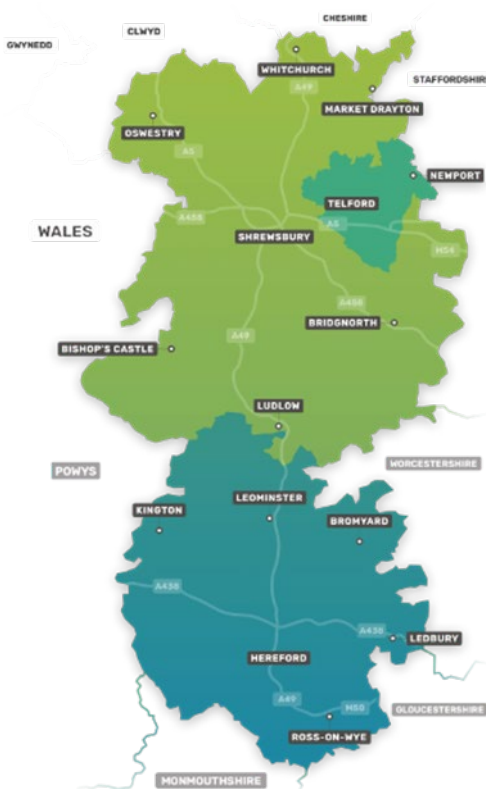 CHESHIRE
CLWYD
GWYNEDD
WHITCHURCH
STAFFORDSHIRE
A49
MARKET DRAYTON
OSWESTRY
A5
NEWPORT
TELFORD
A458
A5
WALES
SHREWSBURY
M54
A458
BRIDGNORTH
A49
BISHOP'S CASTLE
LUDLOW
WORCESTERSHIRE
POWYS
LEOMINSTER
KINGTON
BROMYARD
A438
A438
LEDBURY
HEREFORD
A49
M50
GLOUCESTERSHIRE
ROSS-ON-WYE
MONMOUTHSHIRE